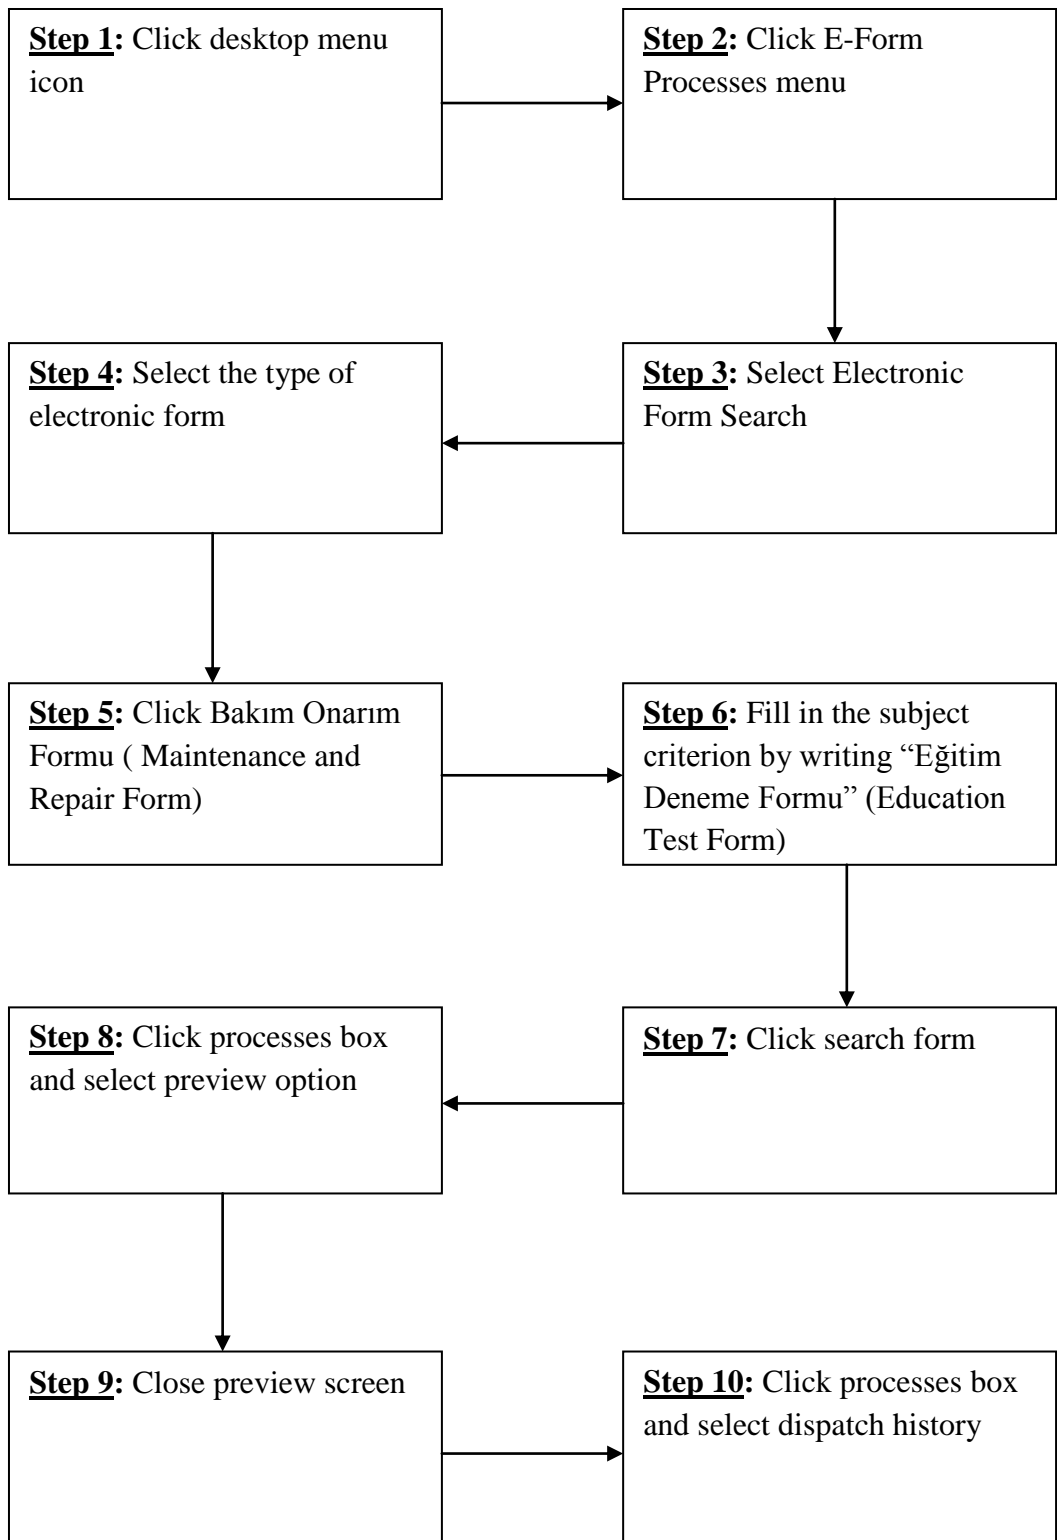 Step 1: Click desktop menu
icon
Step 2: Click E-Form
Processes menu
Step 3: Select Electronic
Form Search
Step 4: Select the type of
electronic form
Step 5: Click Bakım Onarım
Formu ( Maintenance and
Repair Form)
Step 6: Fill in the subject
criterion by writing “Eğitim
Deneme Formu” (Education
Test Form)
Step 7: Click search form
Step 8: Click processes box
and select preview option
Step 9: Close preview screen
Step 10: Click processes box
and select dispatch history